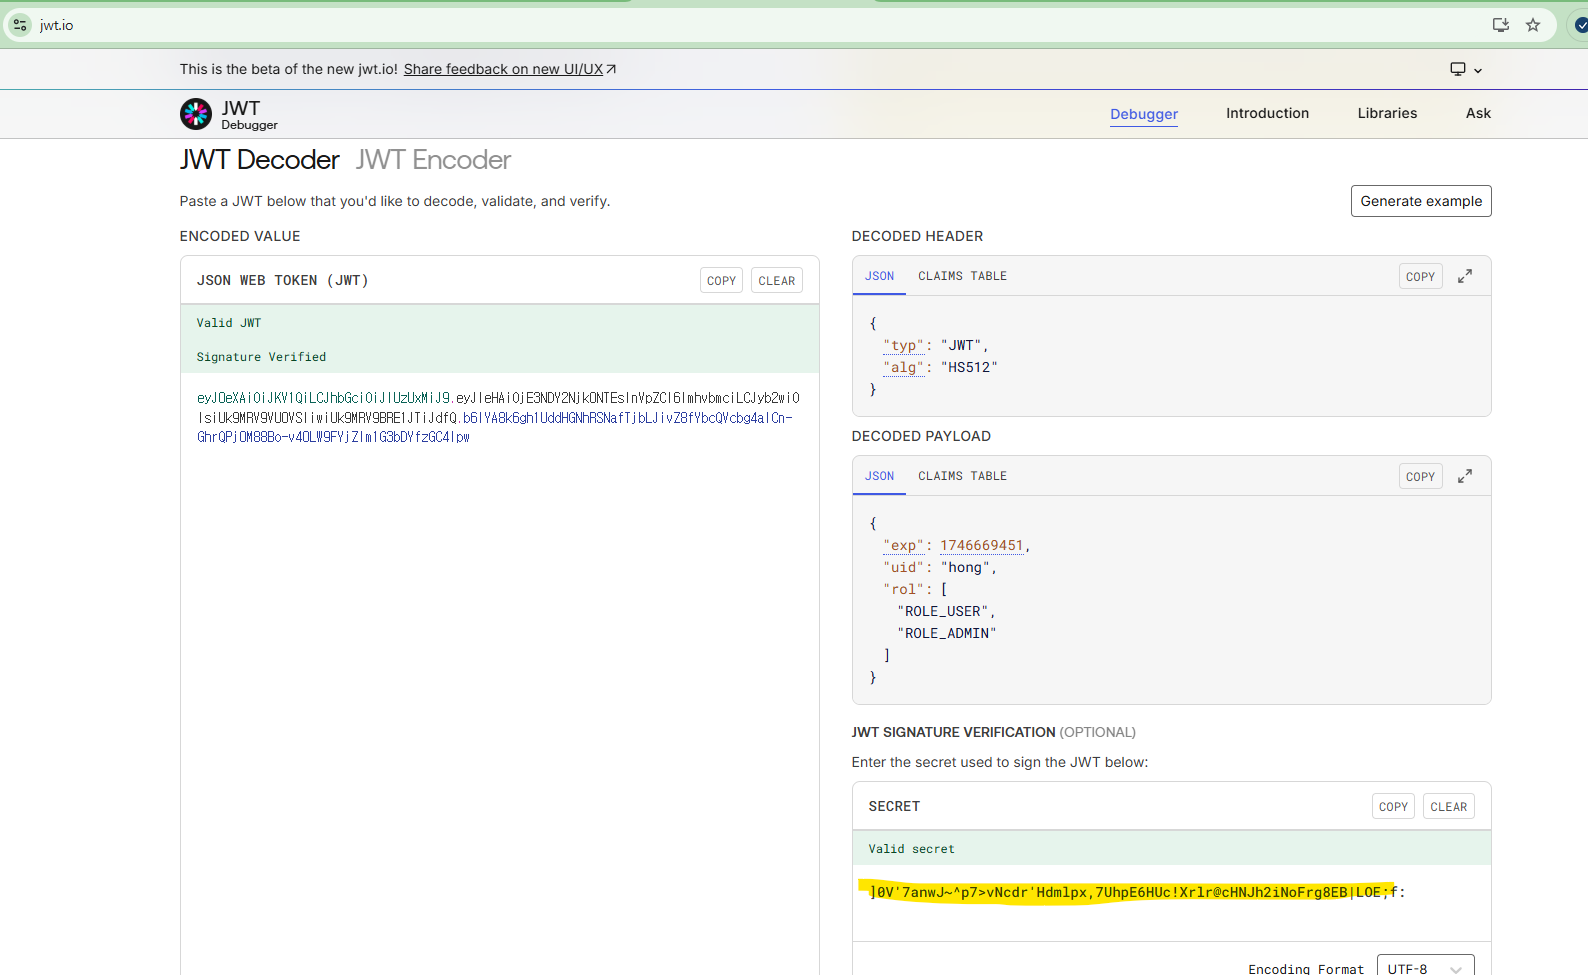 jwt.io
This is the beta of the new jwt.io! Share feedback on new UI/UX
JWT
Debugger
Debugger
Introduction
Libraries
Ask
JWT Decoder
JWT Encoder
Paste a JWT below that you'd like to decode, validate, and verify.
Generate example
ENCODED VALUE
JSON WEB TOKEN (JWT)
COPY
CLEAR
Valid JWT
Signature Verified
DECODED HEADER
JSON
CLAIMS TABLE
COPY
{
"typ": "JWT",
"alg": "HS512"
}
DECODED PAYLOAD
JSON
CLAIMS TABLE
COPY
{
"exp": 1746669451,
"uid": "hong",
"rol": [
"ROLE_USER",
"ROLE_ADMIN"
]
}
JWT SIGNATURE VERIFICATION (OPTIONAL)
Enter the secret used to sign the JWT below:
SECRET
COPY
CLEAR
Valid secret
]0V'7anwJ~^p7>vNcdr'Hdmlpx,7UhpE6HUc!Xrlr@cHNJh2iNoFrg8EB|LOE;f:
Encoding Format
UTF-8